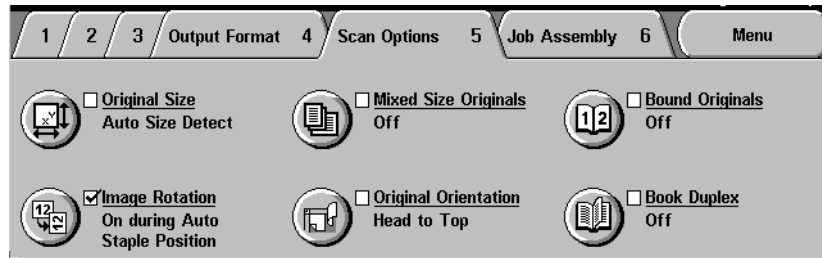 1 2 3 Output Format 4 Scan Options 5 Job Assembly 6 Menu
Original Size
Auto Size Detect
Mixed Size Originals
Off
Bound Originals
Off
Image Rotation
On during Auto
Staple Position
Original Orientation
Head to Top
Book Duplex
Off